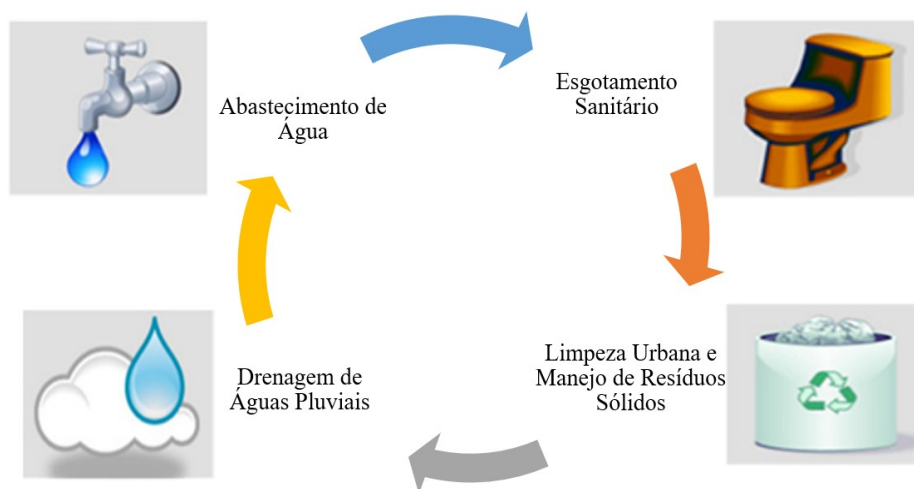 Abastecimento de
Água
Esgotamento
Sanitário
Limpeza Urbana e
Manejo de Resíduos
Sólidos
Drenagem de
Águas Pluviais